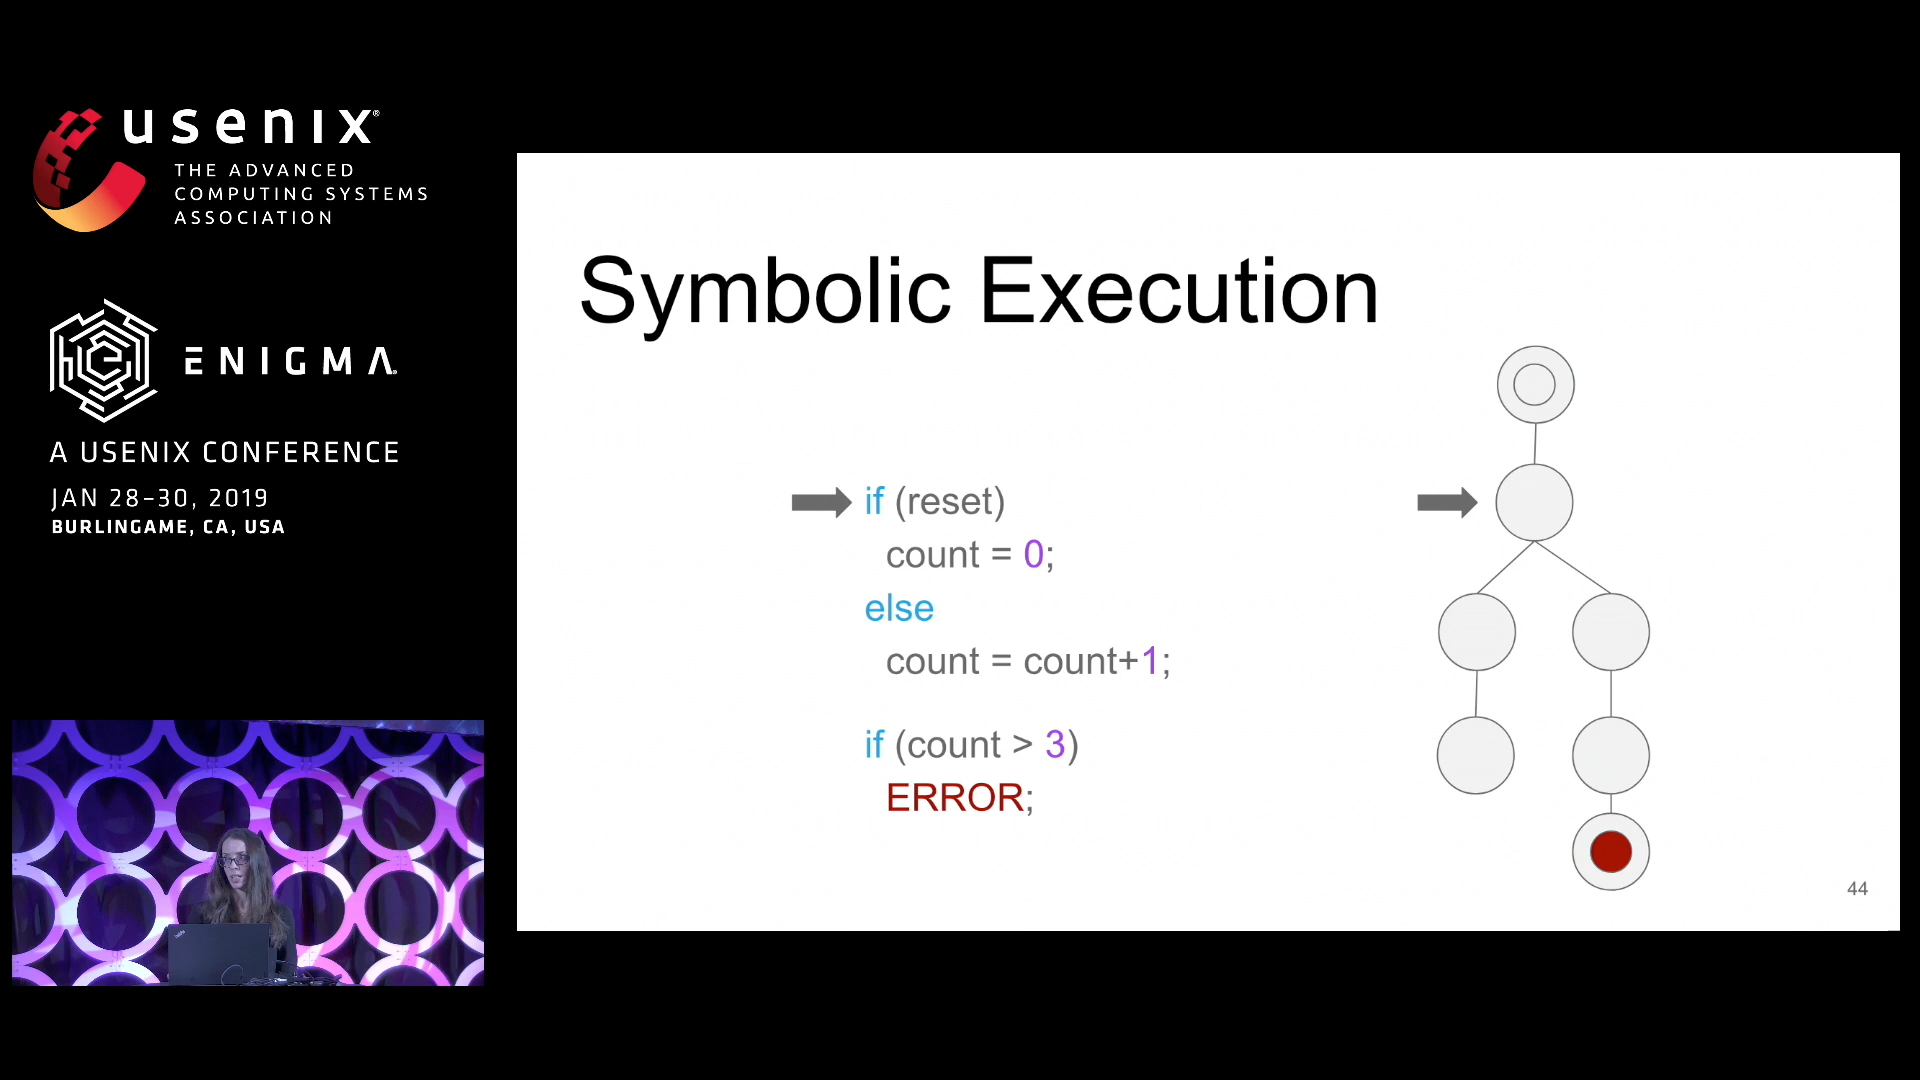 usenix®
THE ADVANCED
COMPUTING SYSTEMS
ASSOCIATION
ENIGMA.
A USENIX CONFERENCE
JAN 28-30, 2019
BURLINGAME, CA, USA
Symbolic Execution
if (reset)
count = 0;
else
count = count+1;
if (count > 3)
ERROR;
44